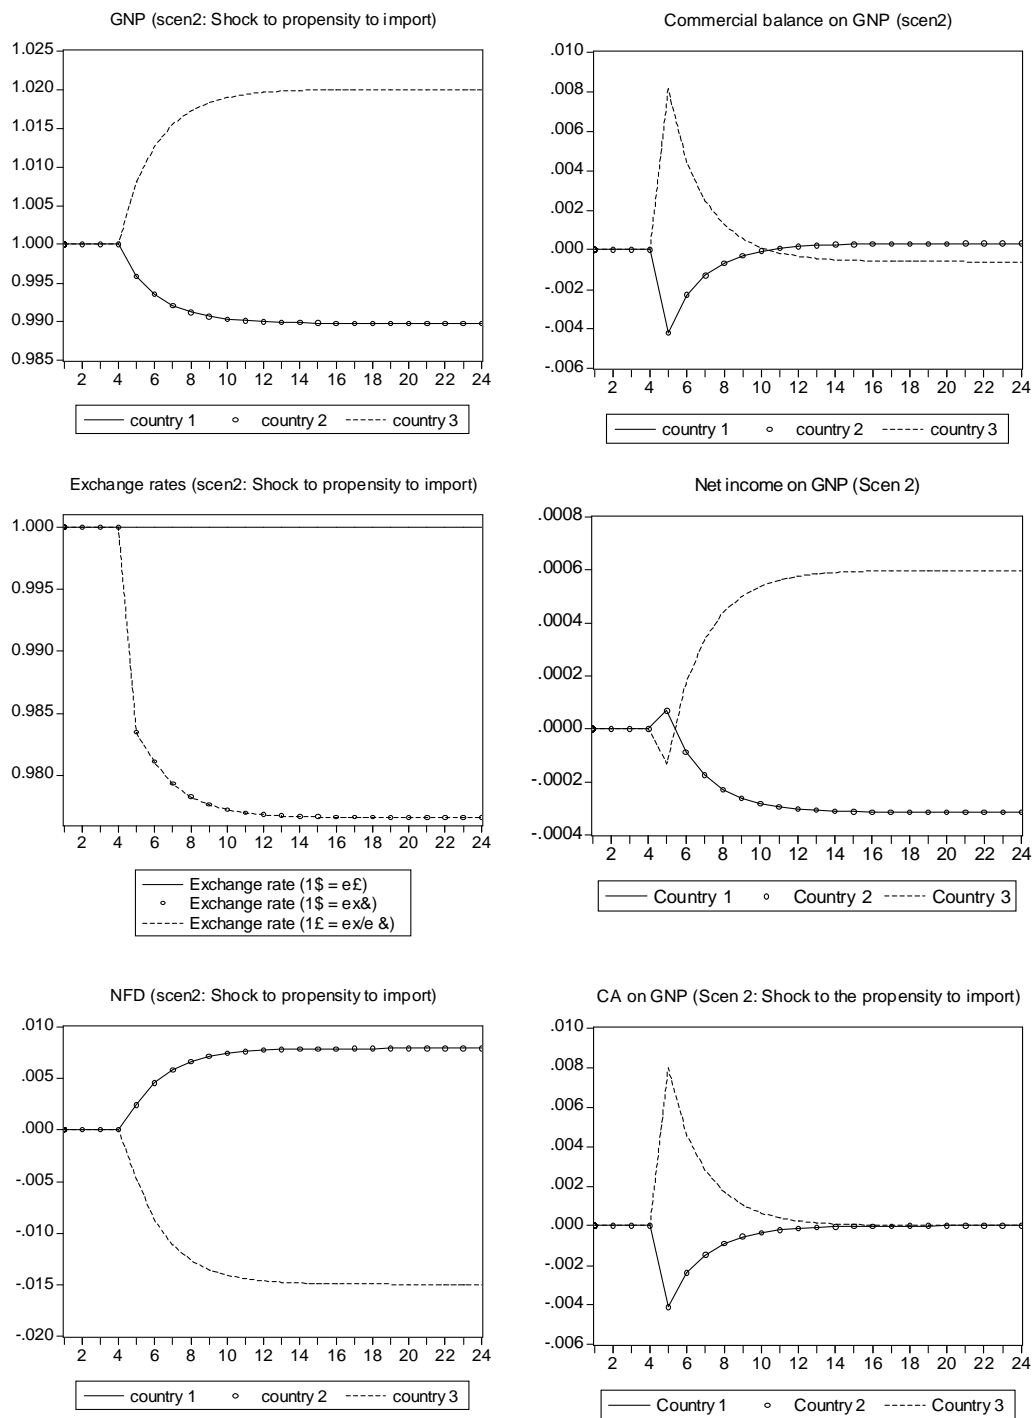 GNP (scen2: Shock to propensity to import)
1.025
1.020
1.015
1.010
1.005
1.000
0.995
0.990
0.985
2 4 6 8 10 12 14 16 18 20 22 24
country 1 country 2 country 3
Commercial balance on GNP (scen2)
.010
.008
.006
.004
.002
.000
-.002
-.004
-.006
2 4 6 8 10 12 14 16 18 20 22 24
country 1 country 2 country 3
Exchange rates (scen2: Shock to propensity to import)
1.000
0.995
0.990
0.985
0.980
2 4 6 8 10 12 14 16 18 20 22 24
Exchange rate (1$ = e£)
Exchange rate (1$ = ex&)
Exchange rate (1£ = ex/e &)
Net income on GNP (Scen 2)
.0008
.0006
.0004
.0002
.0000
-.0002
-.0004
2 4 6 8 10 12 14 16 18 20 22 24
Country 1 Country 2 Country 3
NFD (scen2: Shock to propensity to import)
.010
.005
.000
-.005
-.010
-.015
-.020
2 4 6 8 10 12 14 16 18 20 22 24
country 1 country 2 country 3
CA on GNP (Scen 2: Shock to the propensity to import)
.010
.008
.006
.004
.002
.000
-.002
-.004
-.006
2 4 6 8 10 12 14 16 18 20 22 24
Country 1 Country 2 Country 3